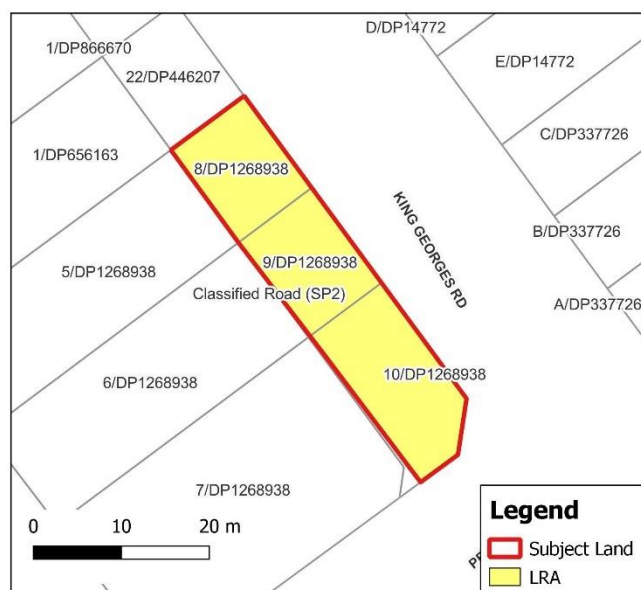 D/DP14772
1/DP866670
E/DP14772
22/DP446207
C/DP337726
1/DP656163
8/DP1268938
KING GEORGES RD
B/DP337726
9/DP1268938
5/DP1268938
Classified Road (SP2)
A/DP337726
10/DP1268938
6/DP1268938
7/DP1268938
0 10 20 m
Legend
Subject Land
LRA